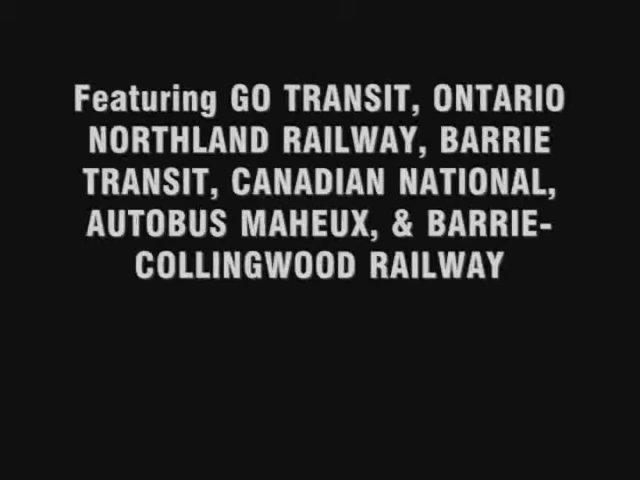 Featuring GO TRANSIT, ONTARIO
NORTHLAND RAILWAY, BARRIE
TRANSIT, CANADIAN NATIONAL,
AUTOBUS MAHEUX, & BARRIE-
COLLINGWOOD RAILWAY